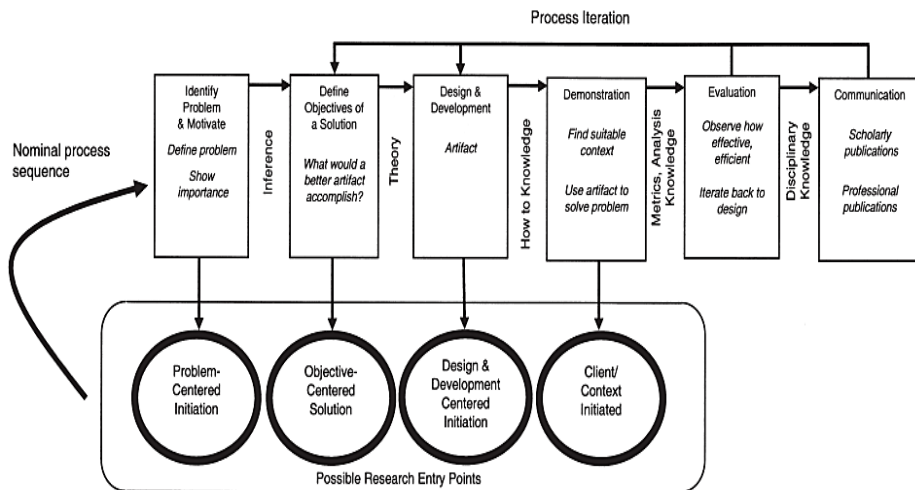 Process Iteration
Nominal process
sequence
Identify
Problem
& Motivate
Define problem
Show
importance
Inference
Define
Objectives of
a Solution
What would a
better artifact
accomplish?
Theory
Design &
Development
Artifact
How to Knowledge
Demonstration
Find suitable
context
Use artifact to
solve problem
Metrics, Analysis
Knowledge
Evaluation
Observe how
effective,
efficient
Iterate back to
design
Disciplinary
Knowledge
Communication
Scholarly
publications
Professional
publications
Problem-
Centered
Initiation
Objective-
Centered
Solution
Design &
Development
Centered
Initiation
Client/
Context
Initiated
Possible Research Entry Points